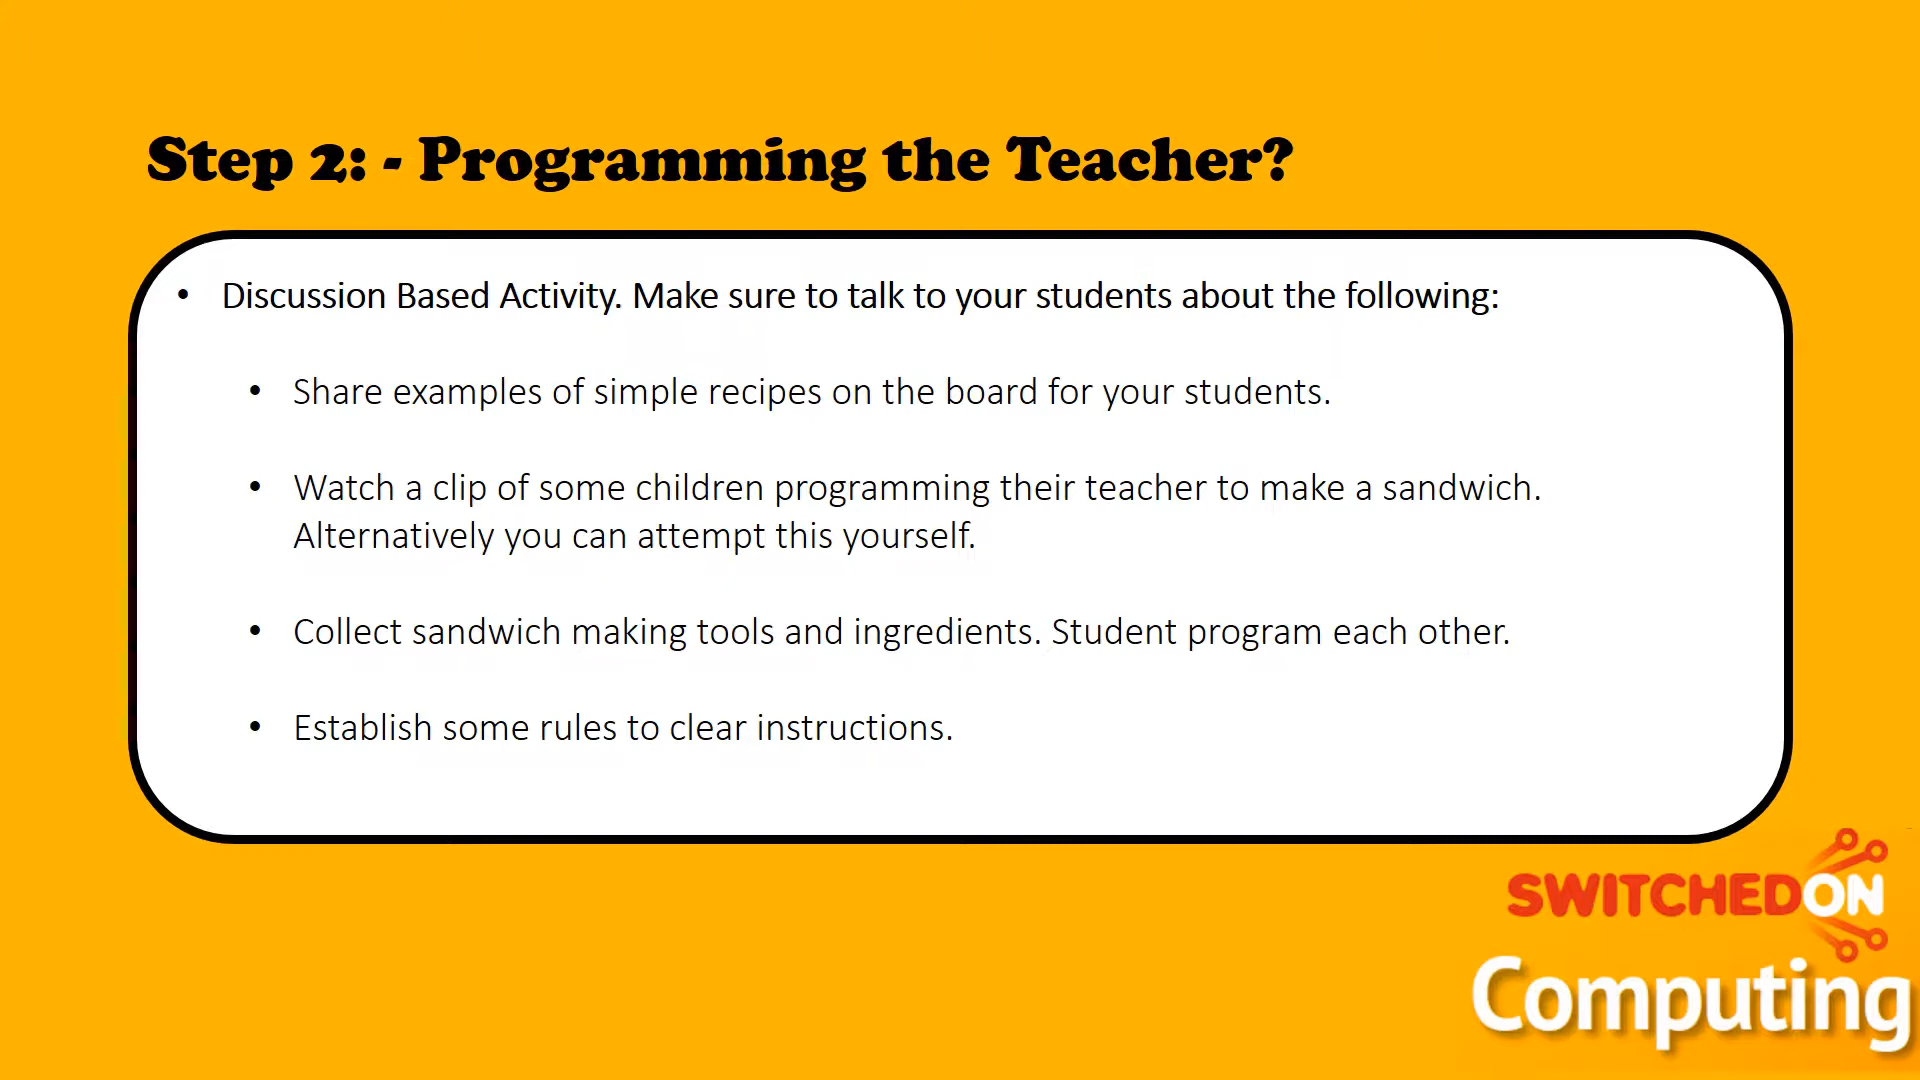 Step 2: - Programming the Teacher?
• Discussion Based Activity. Make sure to talk to your students about the following:
• Share examples of simple recipes on the board for your students.
• Watch a clip of some children programming their teacher to make a sandwich.
Alternatively you can attempt this yourself.
• Collect sandwich making tools and ingredients. Student program each other.
• Establish some rules to clear instructions.
SWITCHEDON
Computing